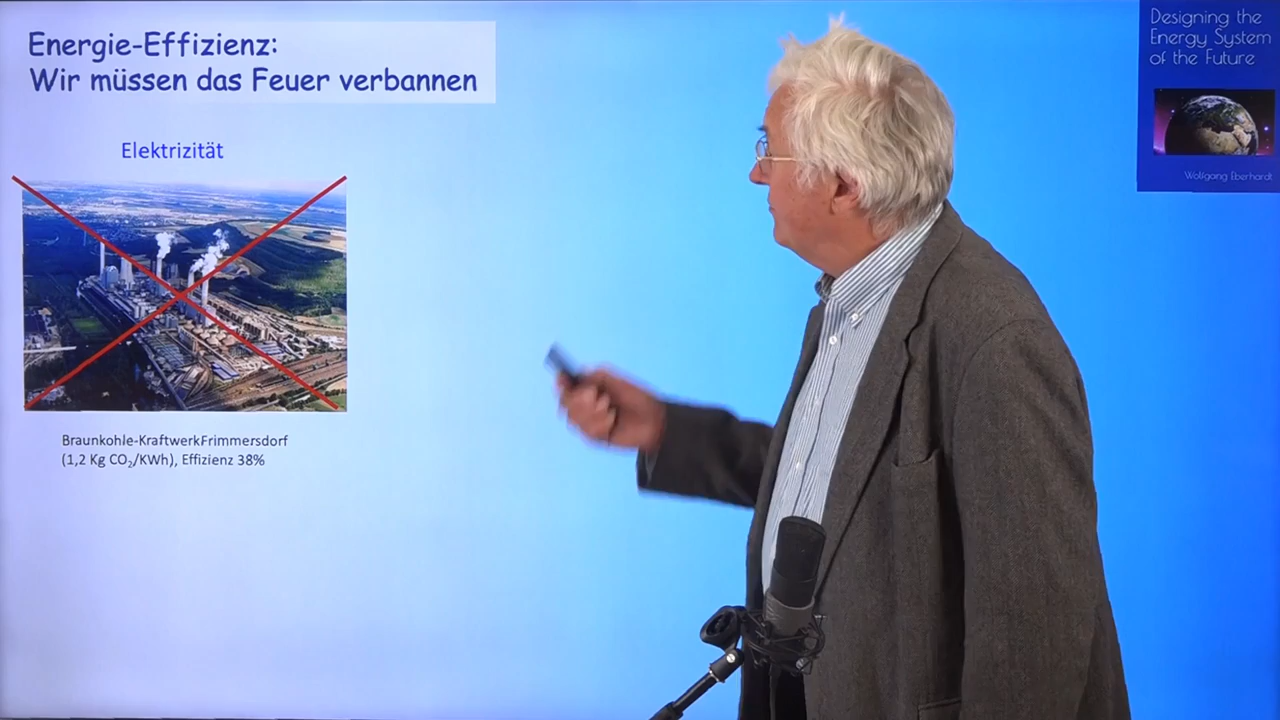 Energie-Effizienz:
Wir müssen das Feuer verbannen
Elektrizität
Braunkohle-KraftwerkFrimmersdorf
(1,2 Kg CO₂/KWh), Effizienz 38%
Designing the
Energy System
of the Future
Wolfgang Eberhardt